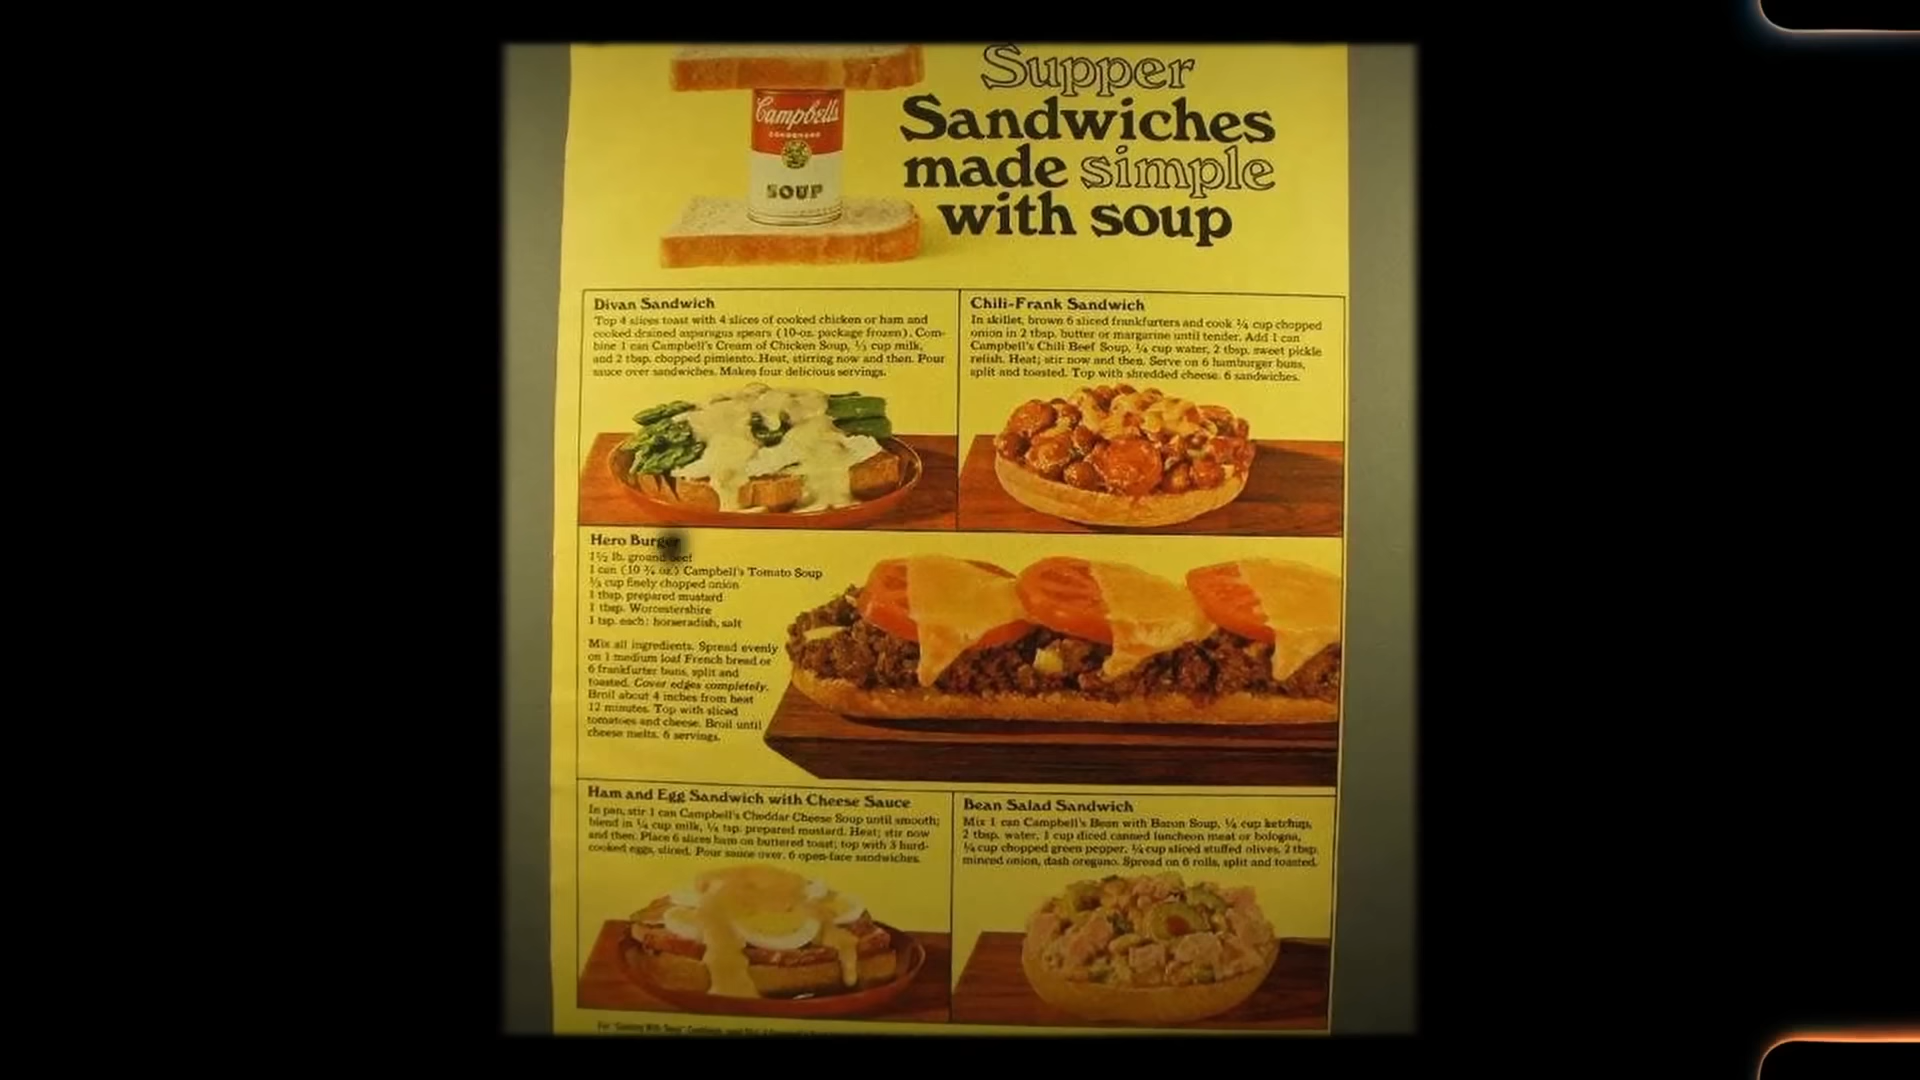 Supper
Sandwiches
made simple
with soup
Campbell's
CONDENSED
SOUP
Divan Sandwich
Top 4 slices toast with 4 slices of cooked chicken or ham and
cooked drained asparagus spears (10-oz. package frozen). Com-
bine 1 can Campbell's Cream of Chicken Soup, ⅓ cup milk,
and 2 tbsp. chopped pimiento. Heat, stirring now and then. Pour
sauce over sandwiches. Makes four delicious servings.
Chili-Frank Sandwich
In skillet, brown 6 sliced frankfurters and cook ¼ cup chopped
onion in 2 tbsp. butter or margarine until tender. Add 1 can
Campbell's Chili Beef Soup, ¼ cup water, 2 tbsp. sweet pickle
relish. Heat; stir now and then. Serve on 6 hamburger buns,
split and toasted. Top with shredded cheese. 6 sandwiches.
Hero Burger
1½ lb. ground beef
1 can (10 ¾ oz.) Campbell's Tomato Soup
⅓ cup finely chopped onion
1 tbsp. prepared mustard
1 tbsp. Worcestershire
1 tsp. each: horseradish, salt
Mix all ingredients. Spread evenly
on 1 medium loaf French bread or
6 frankfurter buns, split and
toasted. Cover edges completely.
Broil about 4 inches from heat
12 minutes. Top with sliced
tomatoes and cheese. Broil until
cheese melts. 6 servings.
Ham and Egg Sandwich with Cheese Sauce
In pan, stir 1 can Campbell's Cheddar Cheese Soup until smooth;
blend in ¼ cup milk, ¼ tsp. prepared mustard. Heat; stir now
and then. Place 6 slices ham on buttered toast; top with 3 hard-
cooked eggs, sliced. Pour sauce over. 6 open-face sandwiches.
Bean Salad Sandwich
Mix 1 can Campbell's Bean with Bacon Soup, ¼ cup ketchup,
2 tbsp. water, 1 cup diced canned luncheon meat or bologna,
¼ cup chopped green pepper, ¼ cup sliced stuffed olives, 2 tbsp.
minced onion, dash oregano. Spread on 6 rolls, split and toasted.